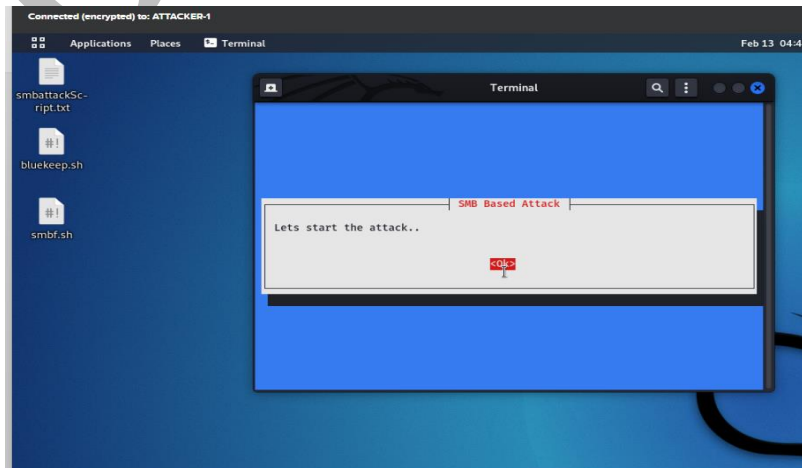 Connected (encrypted) to: ATTACKER-1
Applications Places Terminal Feb 13 04:4
smbattackSc-
ript.txt
Terminal
#!
bluekeep.sh
SMB Based Attack
Lets start the attack..
#!
smbf.sh
<Ok>